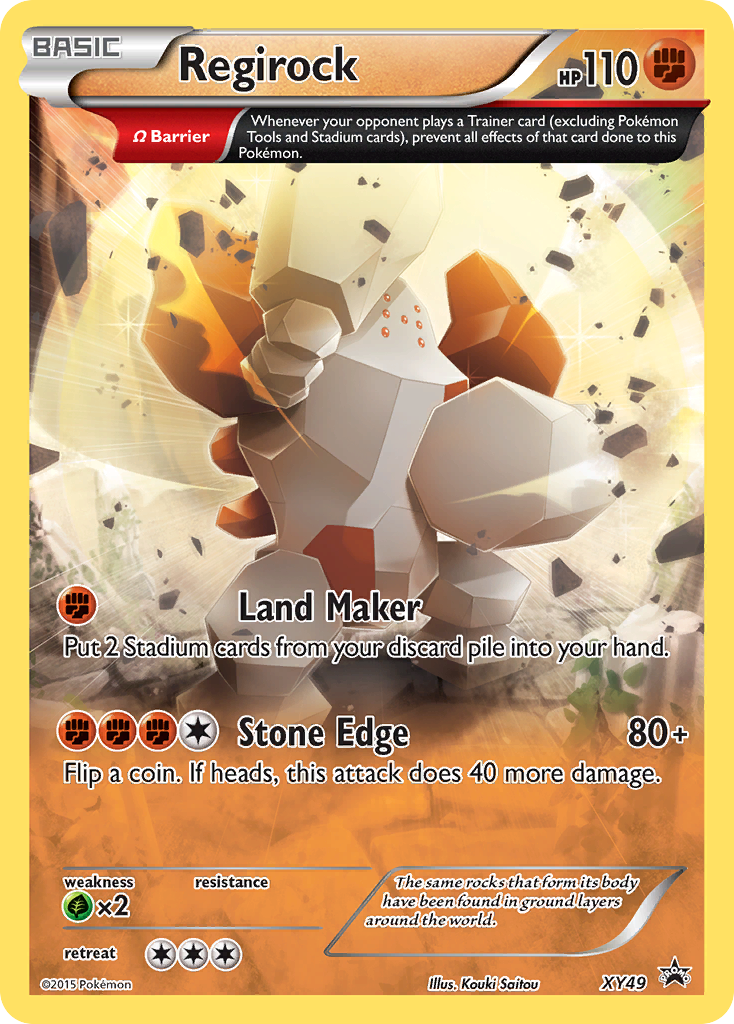 BASIC
Regirock
HP110
Ω Barrier
Whenever your opponent plays a Trainer card (excluding Pokémon
Tools and Stadium cards), prevent all effects of that card done to this
Pokémon.
Land Maker
Put 2 Stadium cards from your discard pile into your hand.
Stone Edge 80+
Flip a coin. If heads, this attack does 40 more damage.
weakness resistance
×2
retreat
The same rocks that form its body
have been found in ground layers
around the world.
©2015 Pokémon Illus. Kouki Saitou XY49 PROMO